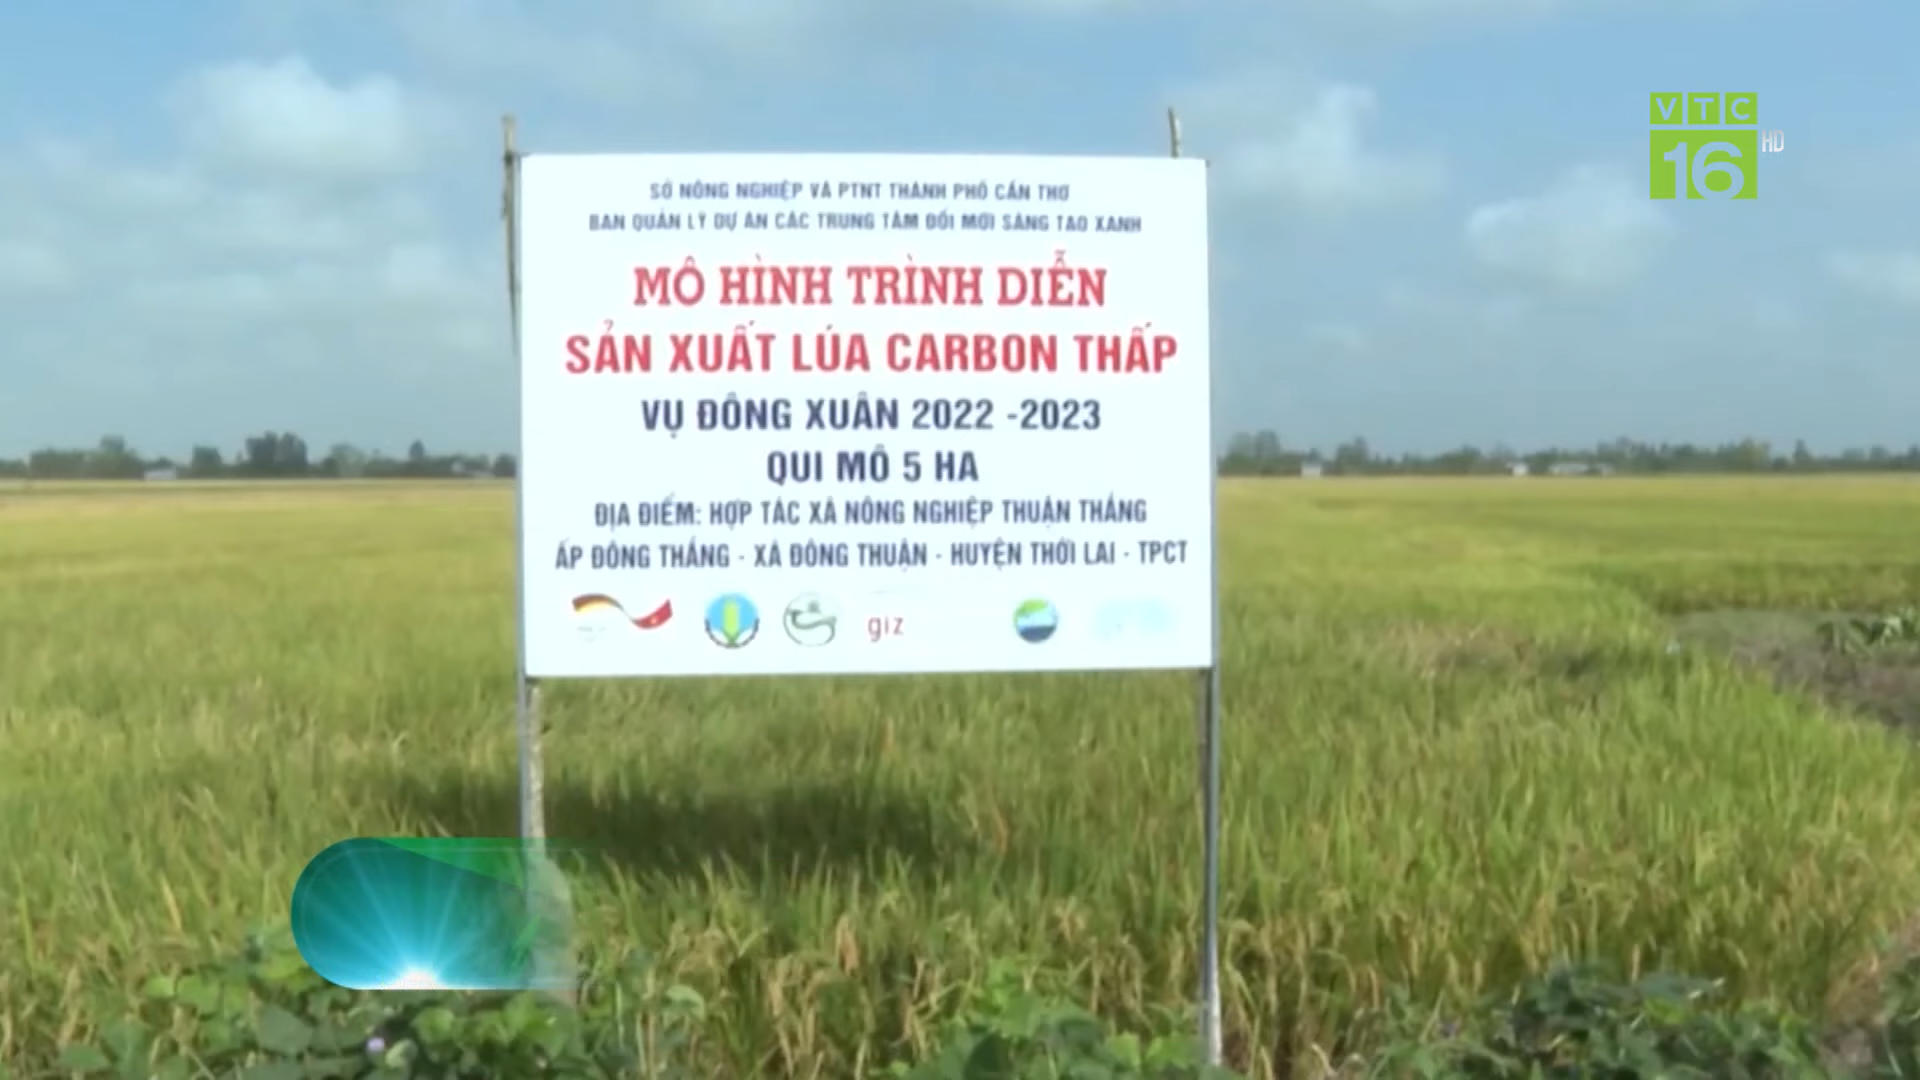 VTC
16 HD
SỞ NÔNG NGHIỆP VÀ PTNT THÀNH PHỐ CẦN THƠ
BAN QUẢN LÝ DỰ ÁN CÁC TRUNG TÂM ĐỔI MỚI SÁNG TẠO XANH
MÔ HÌNH TRÌNH DIỄN
SẢN XUẤT LÚA CARBON THẤP
VỤ ĐÔNG XUÂN 2022 -2023
QUI MÔ 5 HA
ĐỊA ĐIỂM: HỢP TÁC XÃ NÔNG NGHIỆP THUẬN THẮNG
ẤP ĐÔNG THẮNG - XÃ ĐÔNG THUẬN - HUYỆN THỚI LAI - TPCT
giz